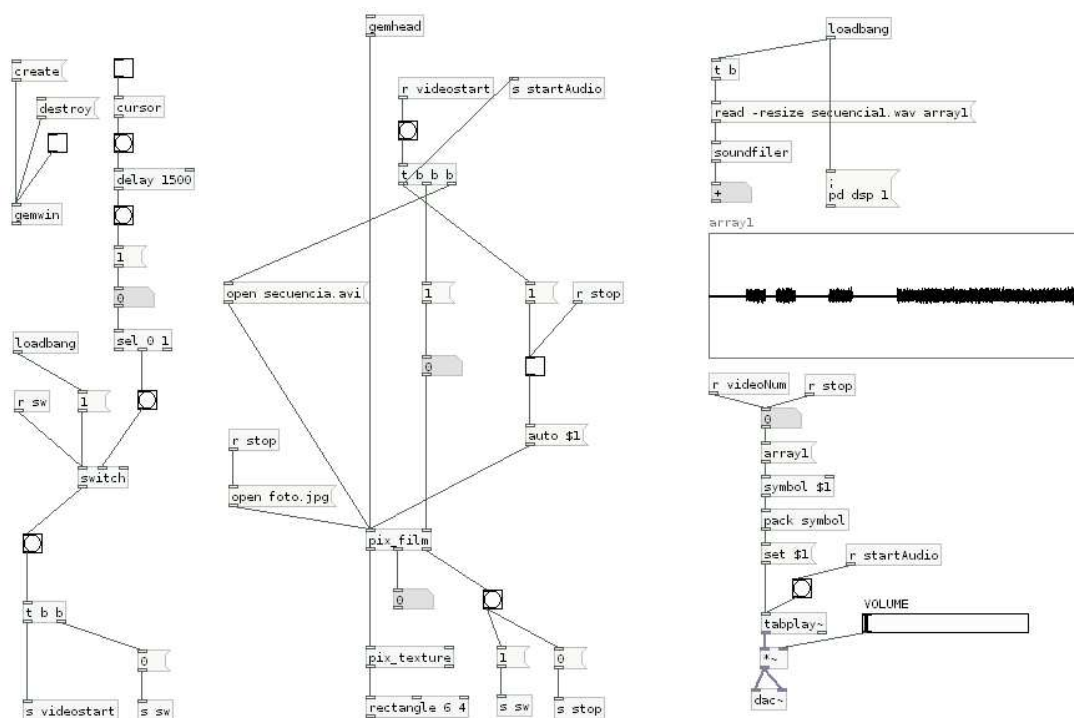 create
destroy
gemwin
cursor
delay 1500
1
0
sel 0 1
loadbang
r sw
1
switch
t b b
0
s videostart
s sw
gemhead
r videostart
s startAudio
t b b b
open secuencia.avi
1
1
r stop
0
auto $1
r stop
open foto.jpg
pix_film
0
1
0
pix_texture
rectangle 6 4
s sw
s stop
loadbang
t b
read -resize secuencia1.wav array1
soundfiler
+
;
pd dsp 1
array1
r videoNum
r stop
0
array1
symbol $1
pack symbol
set $1
r startAudio
VOLUME
tabplay~
*~
dac~